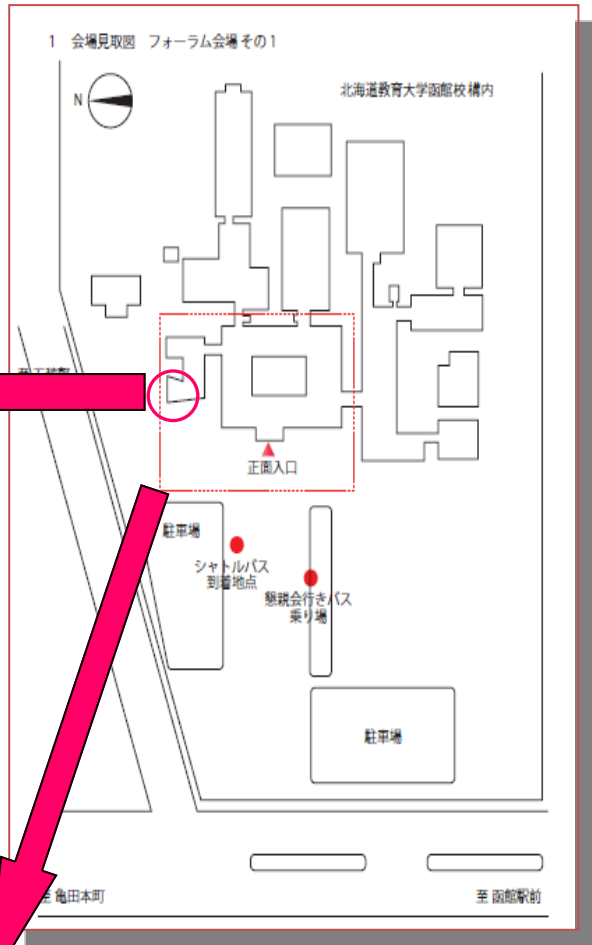 1 会場見取図 フォーラム会場その1
北海道教育大学函館校構内
N
正面入口
駐車場
シャトルバス
到着地点
懇親会行きバス
乗り場
駐車場
至 亀田本町
至 函館駅前